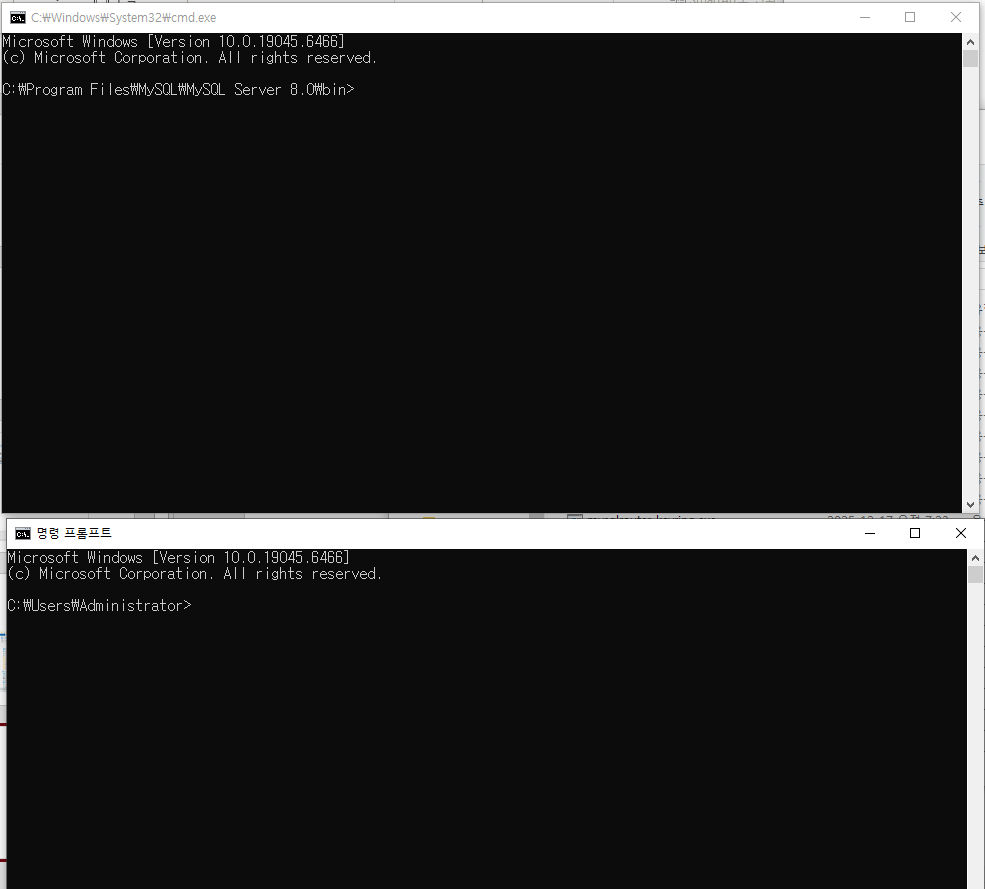 C:₩Windows₩System32₩cmd.exe
Microsoft Windows [Version 10.0.19045.6466]
(c) Microsoft Corporation. All rights reserved.
C:₩Program Files₩MySQL₩MySQL Server 8.0₩bin>
명령 프롬프트
Microsoft Windows [Version 10.0.19045.6466]
(c) Microsoft Corporation. All rights reserved.
C:₩Users₩Administrator>